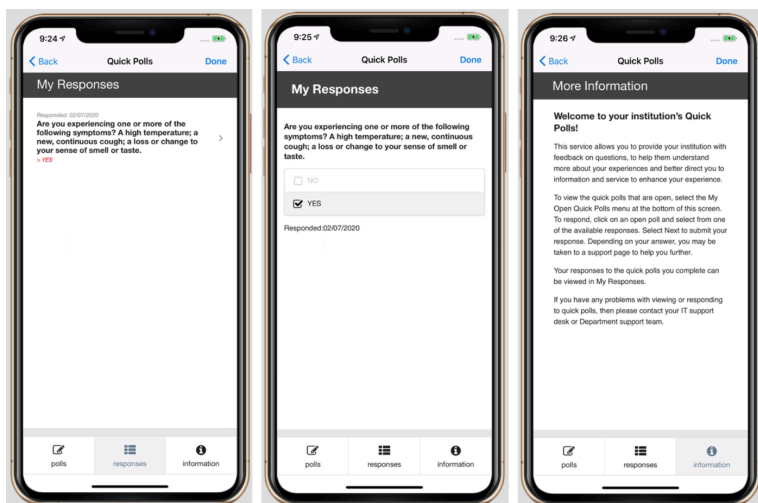 9:24
Back Quick Polls Done
My Responses
Responded: 02/07/2020
Are you experiencing one or more of the
following symptoms? A high temperature; a
new, continuous cough; a loss or change to
your sense of smell or taste.
> YES
polls responses information
9:25
Back Quick Polls Done
My Responses
Are you experiencing one or more of the following
symptoms? A high temperature; a new, continuous
cough; a loss or change to your sense of smell or
taste.
NO
YES
Responded:02/07/2020
polls responses information
9:26
Back Quick Polls Done
More Information
Welcome to your institution's Quick
Polls!
This service allows you to provide your institution with
feedback on questions, to help them understand
more about your experiences and better direct you to
information and service to enhance your experience.
To view the quick polls that are open, select the My
Open Quick Polls menu at the bottom of this screen.
To respond, click on an open poll and select from one
of the available responses. Select Next to submit your
response. Depending on your answer, you may be
taken to a support page to help you further.
Your responses to the quick polls you complete can
be viewed in My Responses.
If you have any problems with viewing or responding
to quick polls, then please contact your IT support
desk or Department support team.
polls responses information